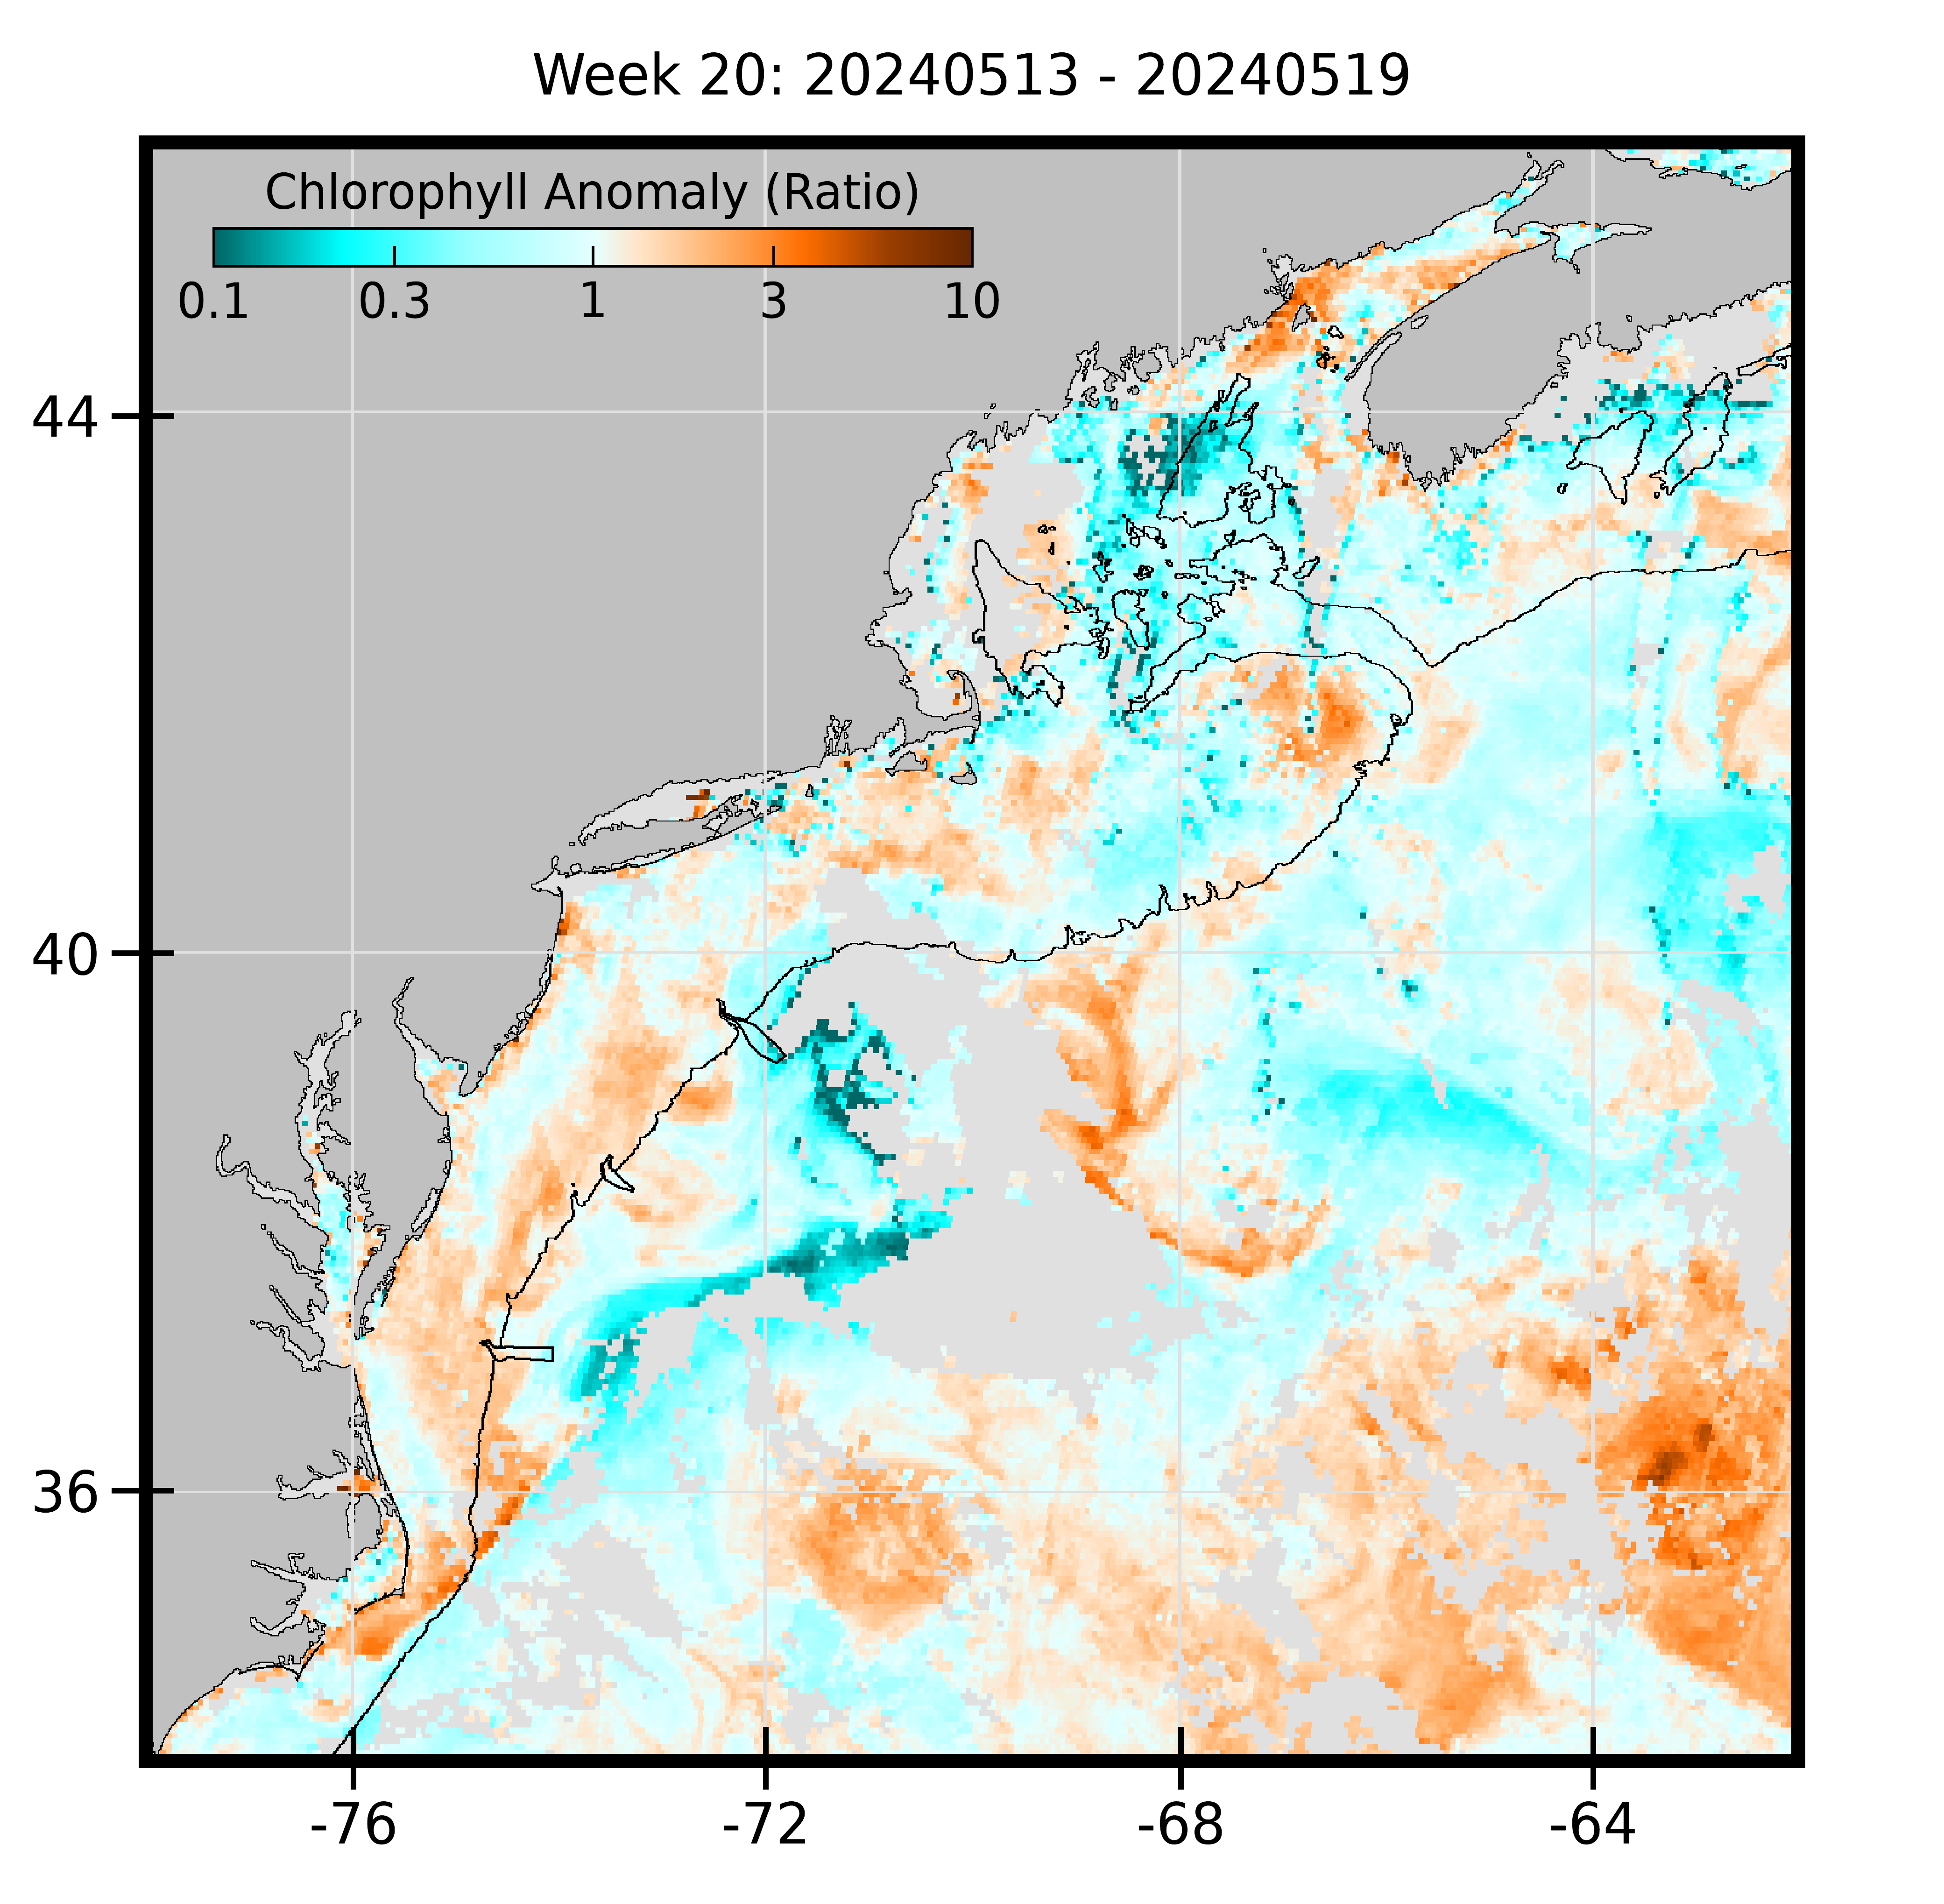 Week 20: 20240513 - 20240519
Chlorophyll Anomaly (Ratio)
0.1 0.3 1 3 10
44
40
36
-76 -72 -68 -64